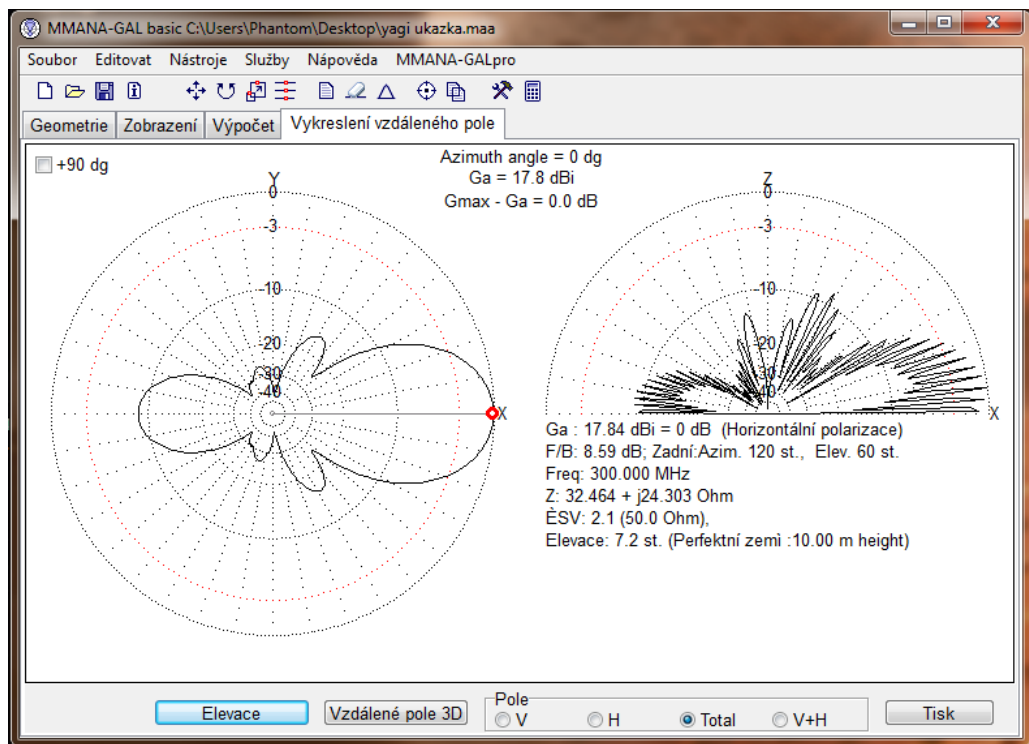 MMANA-GAL basic C:\Users\Phantom\Desktop\yagi ukazka.maa
Soubor Editovat Nástroje Služby Nápověda MMANA-GALpro
Geometrie Zobrazení Výpočet Vykreslení vzdáleného pole
+90 dg
Azimuth angle = 0 dg
Ga = 17.8 dBi
Gmax - Ga = 0.0 dB
Y
0
-3
-10
-20
-30
-40
X
Z
0
-3
-10
-20
-30
-40
X
Ga : 17.84 dBi = 0 dB (Horizontální polarizace)
F/B: 8.59 dB; Zadní:Azim. 120 st., Elev. 60 st.
Freq: 300.000 MHz
Z: 32.464 + j24.303 Ohm
ÈSV: 2.1 (50.0 Ohm),
Elevace: 7.2 st. (Perfektní zemì :10.00 m height)
Elevace
Vzdálené pole 3D
Pole
V H Total V+H
Tisk